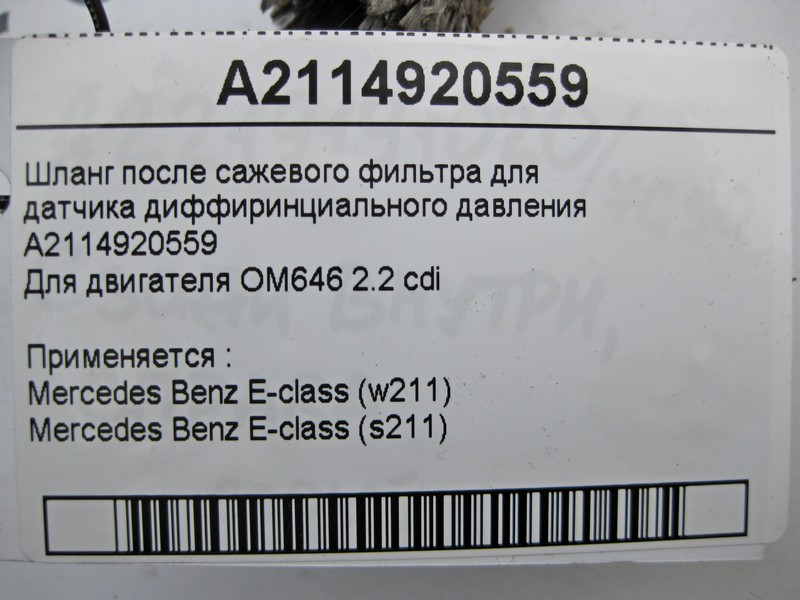 A2114920559
Шланг после сажевого фильтра для
датчика диффиринциального давления
A2114920559
Для двигателя OM646 2.2 cdi
Применяется :
Mercedes Benz E-class (w211)
Mercedes Benz E-class (s211)